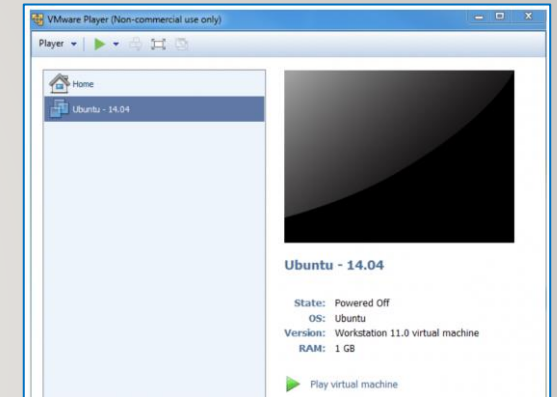 VMware Player (Non-commercial use only)
Player
Home
Ubuntu - 14.04
Ubuntu - 14.04
State: Powered Off
OS: Ubuntu
Version: Workstation 11.0 virtual machine
RAM: 1 GB
Play virtual machine